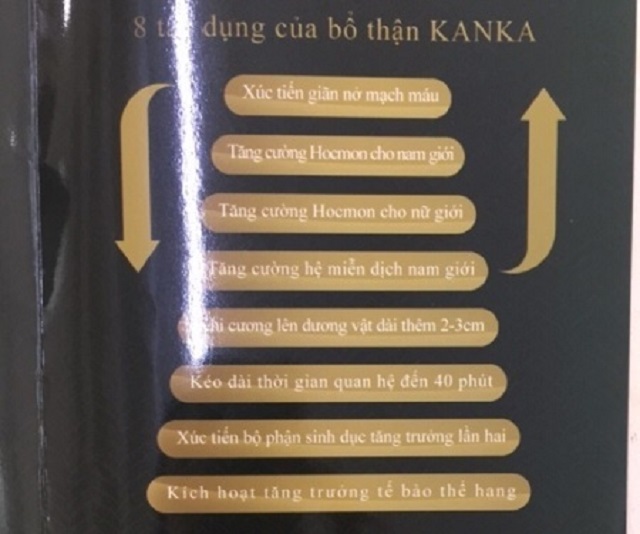 8 tác dụng của bổ thận KANKA
Xúc tiến giãn nở mạch máu
Tăng cường Hocmon cho nam giới
Tăng cường Hocmon cho nữ giới
Tăng cường hệ miễn dịch nam giới
Khi cương lên dương vật dài thêm 2-3cm
Kéo dài thời gian quan hệ đến 40 phút
Xúc tiến bộ phận sinh dục tăng trưởng lần hai
Kích hoạt tăng trưởng tế bào thể hang